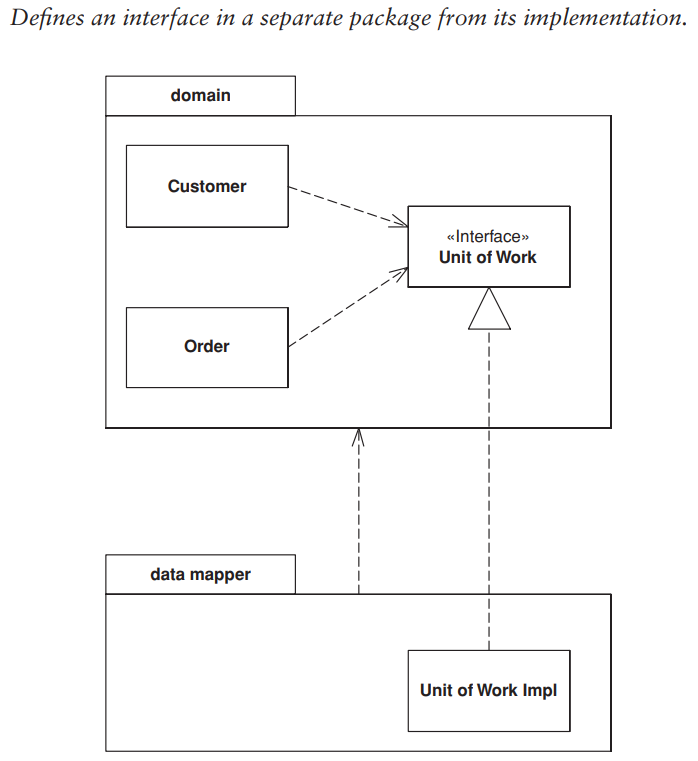 Defines an interface in a separate package from its implementation.
domain
Customer
«Interface»
Unit of Work
Order
data mapper
Unit of Work Impl